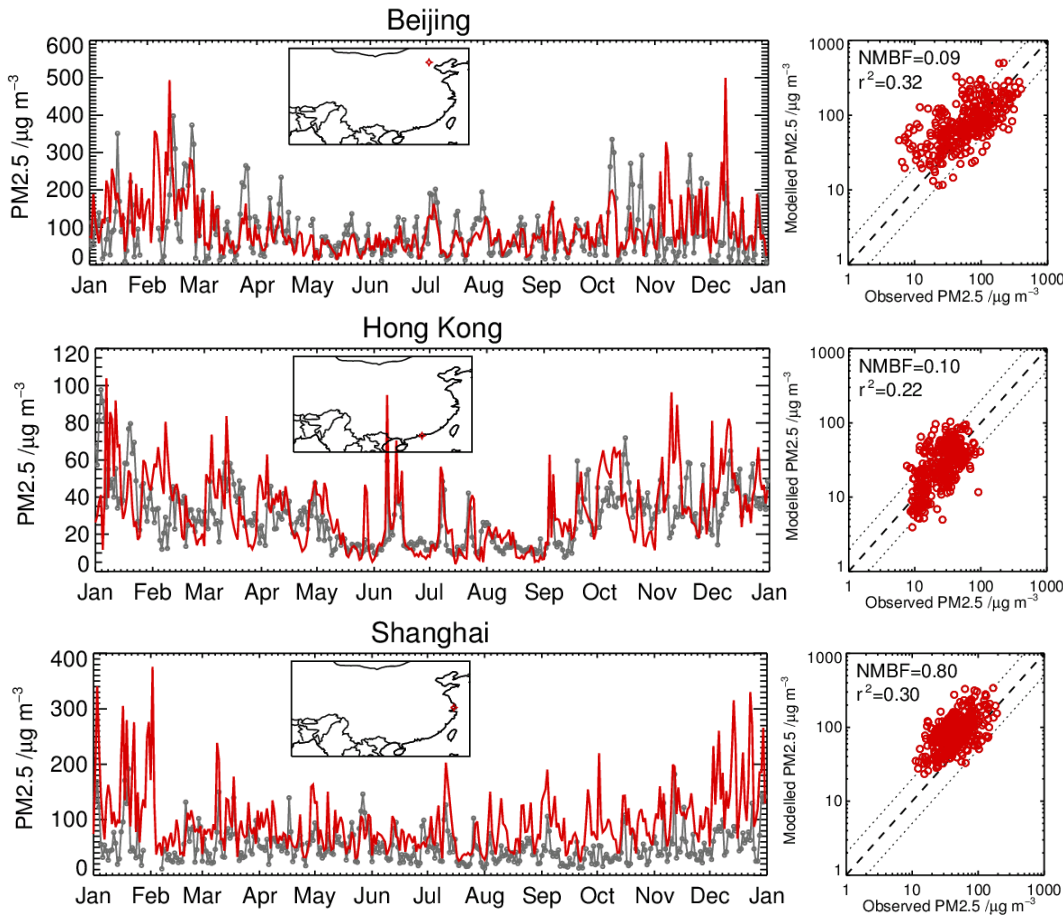 Beijing
PM2.5 /µg m⁻³
600
500
400
300
200
100
0
Jan Feb Mar Apr May Jun Jul Aug Sep Oct Nov Dec Jan
Modelled PM2.5 /µg m⁻³
1000
100
10
1
NMBF=0.09
r²=0.32
1 10 100 1000
Observed PM2.5 /µg m⁻³
Hong Kong
PM2.5 /µg m⁻³
120
100
80
60
40
20
0
Jan Feb Mar Apr May Jun Jul Aug Sep Oct Nov Dec Jan
Modelled PM2.5 /µg m⁻³
1000
100
10
1
NMBF=0.10
r²=0.22
1 10 100 1000
Observed PM2.5 /µg m⁻³
Shanghai
PM2.5 /µg m⁻³
400
300
200
100
0
Jan Feb Mar Apr May Jun Jul Aug Sep Oct Nov Dec Jan
Modelled PM2.5 /µg m⁻³
1000
100
10
1
NMBF=0.80
r²=0.30
1 10 100 1000
Observed PM2.5 /µg m⁻³